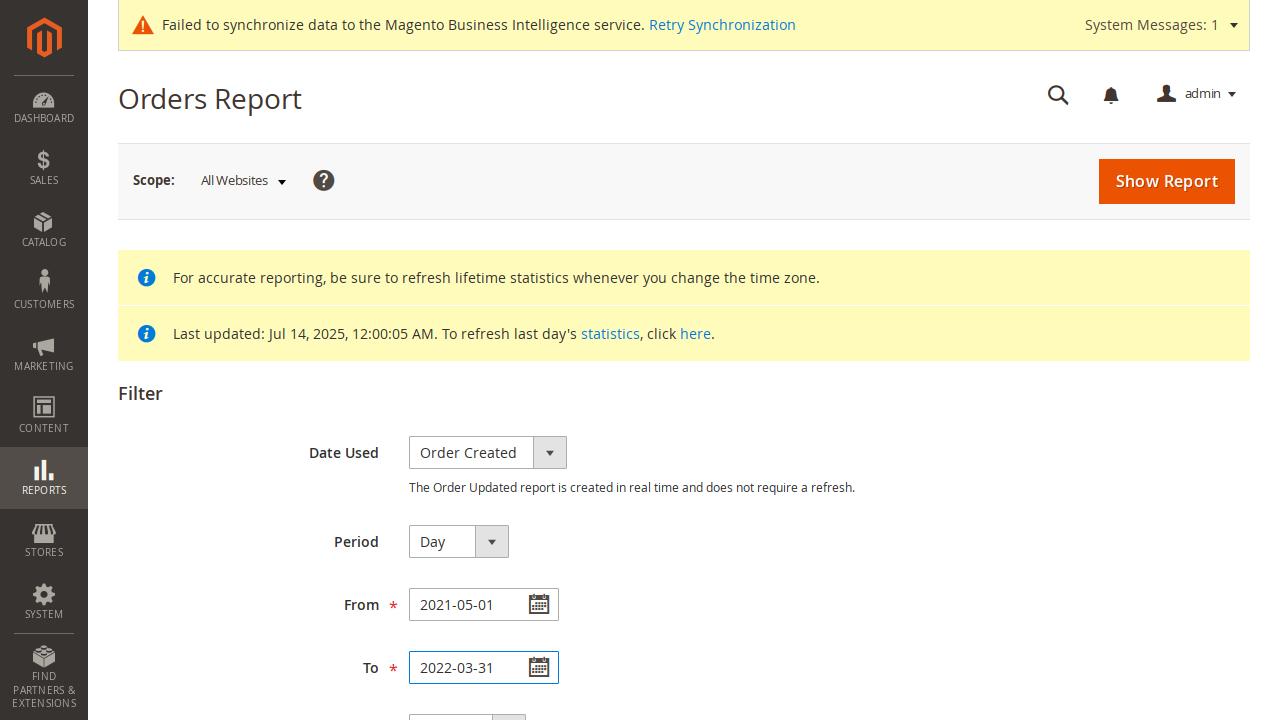 Failed to synchronize data to the Magento Business Intelligence service. Retry Synchronization
System Messages: 1
Orders Report
admin
Scope: All Websites
Show Report
For accurate reporting, be sure to refresh lifetime statistics whenever you change the time zone.
Last updated: Jul 14, 2025, 12:00:05 AM. To refresh last day's statistics, click here.
Filter
Date Used Order Created
The Order Updated report is created in real time and does not require a refresh.
Period Day
From * 2021-05-01
To * 2022-03-31
DASHBOARD
SALES
CATALOG
CUSTOMERS
MARKETING
CONTENT
REPORTS
STORES
SYSTEM
FIND
PARTNERS &
EXTENSIONS